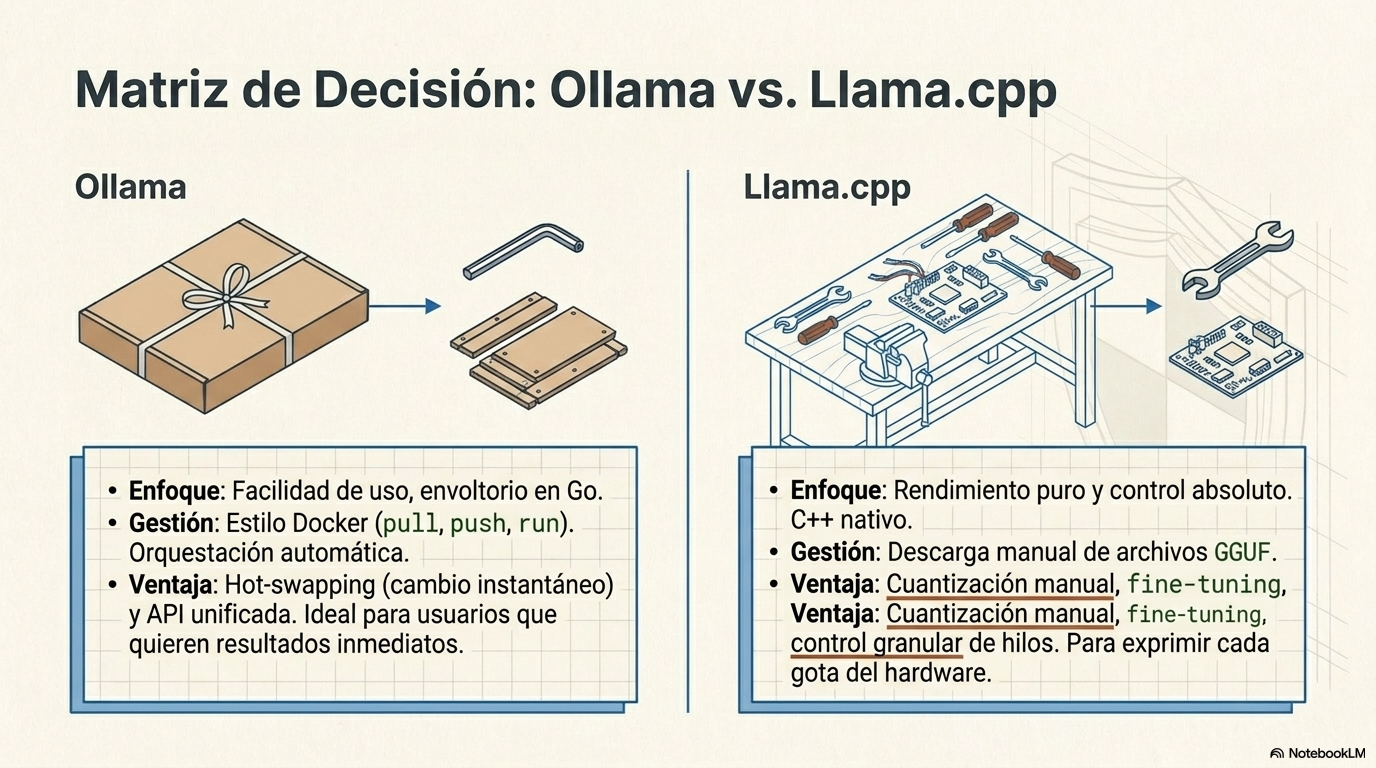 Matriz de Decisión: Ollama vs. Llama.cpp
Ollama
• Enfoque: Facilidad de uso, envoltorio en Go.
• Gestión: Estilo Docker (pull, push, run).
Orquestación automática.
• Ventaja: Hot-swapping (cambio instantáneo)
y API unificada. Ideal para usuarios que
quieren resultados inmediatos.
Llama.cpp
• Enfoque: Rendimiento puro y control absoluto.
C++ nativo.
• Gestión: Descarga manual de archivos GGUF.
• Ventaja: Cuantización manual, fine-tuning,
Ventaja: Cuantización manual, fine-tuning,
control granular de hilos. Para exprimir cada
gota del hardware.
NotebookLM